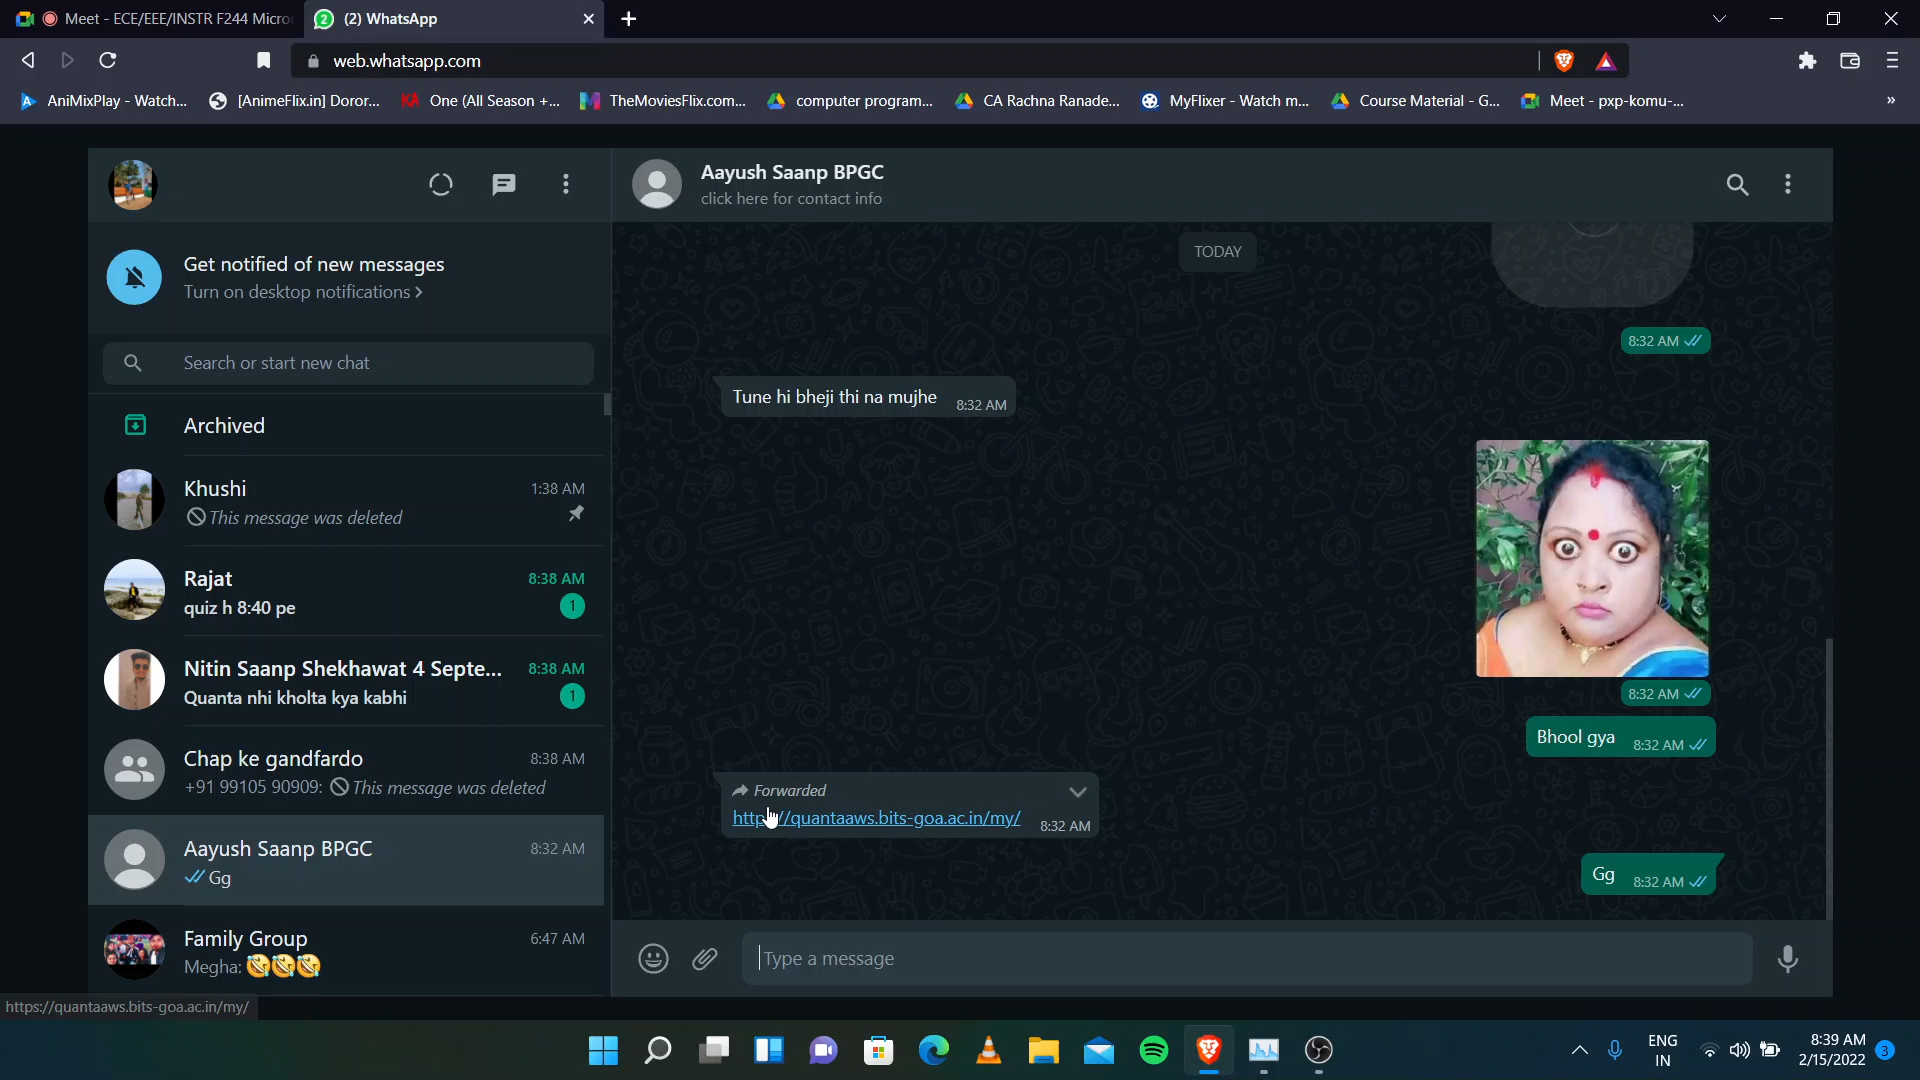 Meet - ECE/EEE/INSTR F244 Micro
(2) WhatsApp
web.whatsapp.com
AniMixPlay - Watch...
[AnimeFlix.in] Doror...
KA
One (All Season +...
TheMoviesFlix.com...
computer program...
CA Rachna Ranade...
MyFlixer - Watch m...
Course Material - G...
Meet - pxp-komu-...
»
Get notified of new messages
Turn on desktop notifications >
Search or start new chat
Archived
Khushi
1:38 AM
This message was deleted
Rajat
8:38 AM
quiz h 8:40 pe
1
Nitin Saanp Shekhawat 4 Septe...
8:38 AM
Quanta nhi kholta kya kabhi
1
Chap ke gandfardo
8:38 AM
+91 99105 90909: This message was deleted
Aayush Saanp BPGC
8:32 AM
Gg
Family Group
6:47 AM
Megha: 🤣🤣🤣
https://quantaaws.bits-goa.ac.in/my/
Aayush Saanp BPGC
click here for contact info
TODAY
8:32 AM
Tune hi bheji thi na mujhe 8:32 AM
8:32 AM
Bhool gya 8:32 AM
Forwarded
http //quantaaws.bits-goa.ac.in/my/ 8:32 AM
Gg 8:32 AM
Type a message
ENG
IN
8:39 AM
2/15/2022
3